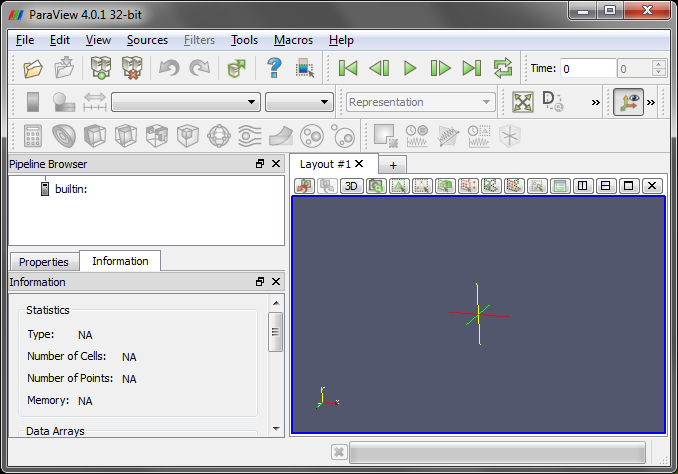 ParaView 4.0.1 32-bit
File Edit View Sources Filters Tools Macros Help
Time: 0 0
Representation
Pipeline Browser
builtin:
Properties Information
Information
Statistics
Type: NA
Number of Cells: NA
Number of Points: NA
Memory: NA
Data Arrays
Layout #1
3D